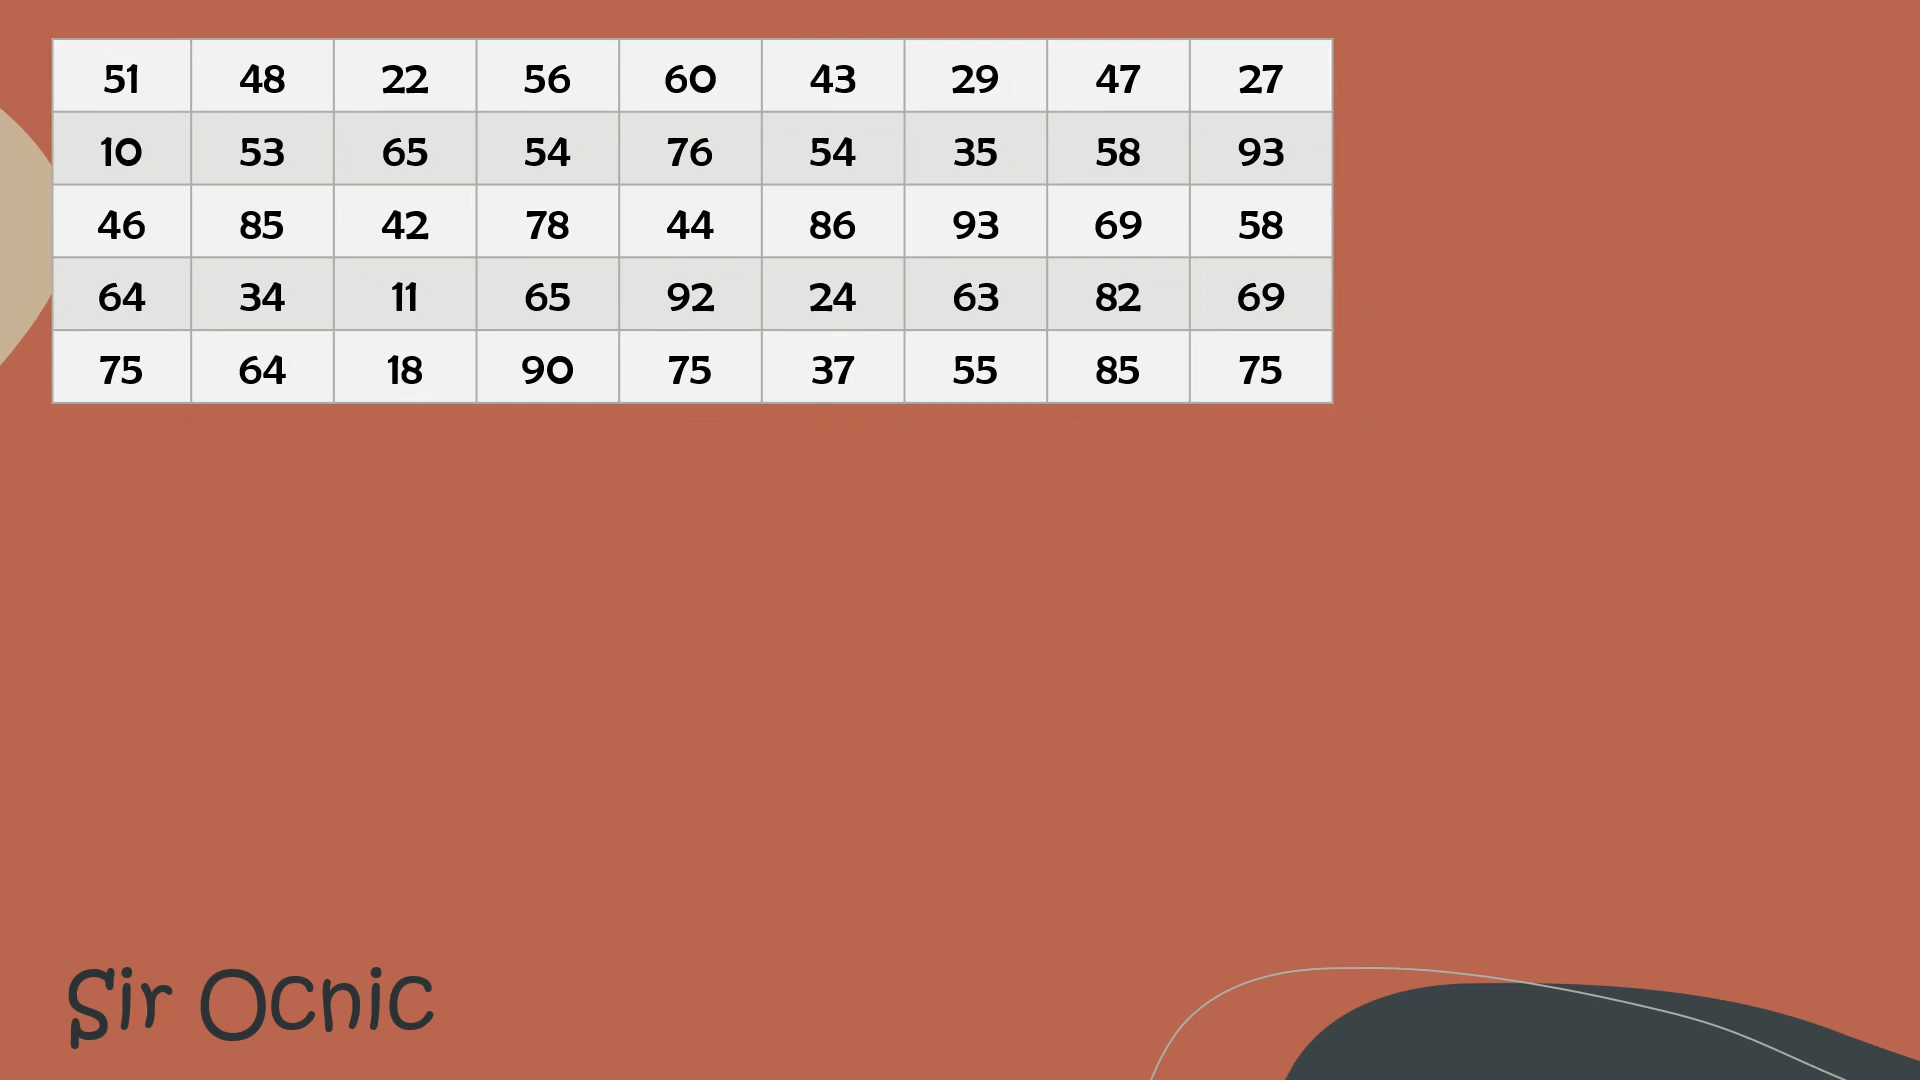 51 48 22 56 60 43 29 47 27
10 53 65 54 76 54 35 58 93
46 85 42 78 44 86 93 69 58
64 34 11 65 92 24 63 82 69
75 64 18 90 75 37 55 85 75
Sir Ocnic